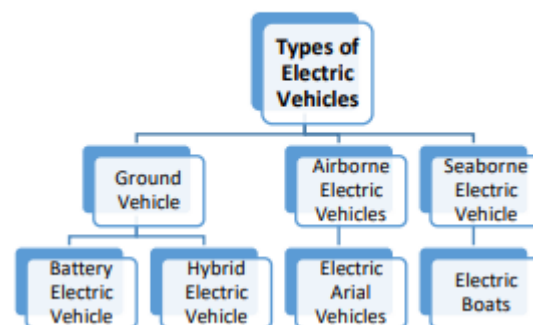 Types of
Electric
Vehicles
Ground
Vehicle
Airborne
Electric
Vehicles
Seaborne
Electric
Vehicle
Battery
Electric
Vehicle
Hybrid
Electric
Vehicle
Electric
Arial
Vehicles
Electric
Boats